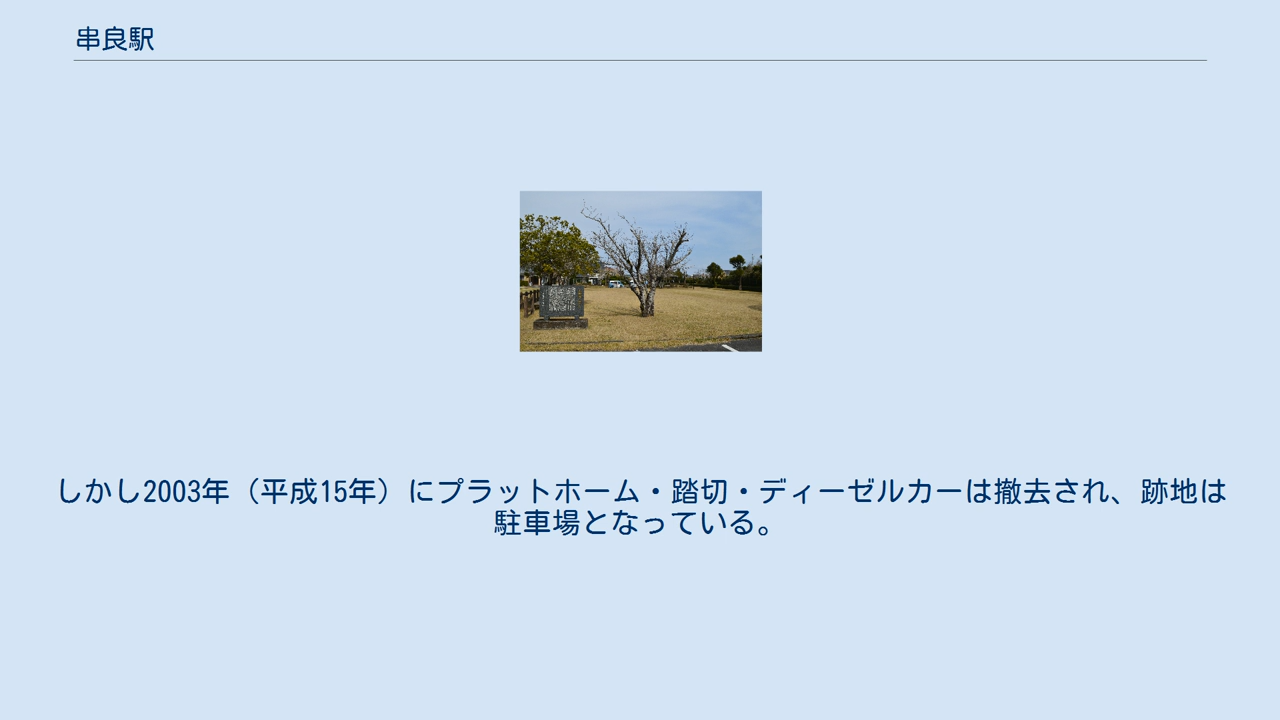 串良駅
しかし2003年（平成15年）にプラットホーム・踏切・ディーゼルカーは撤去され、跡地は
駐車場となっている。